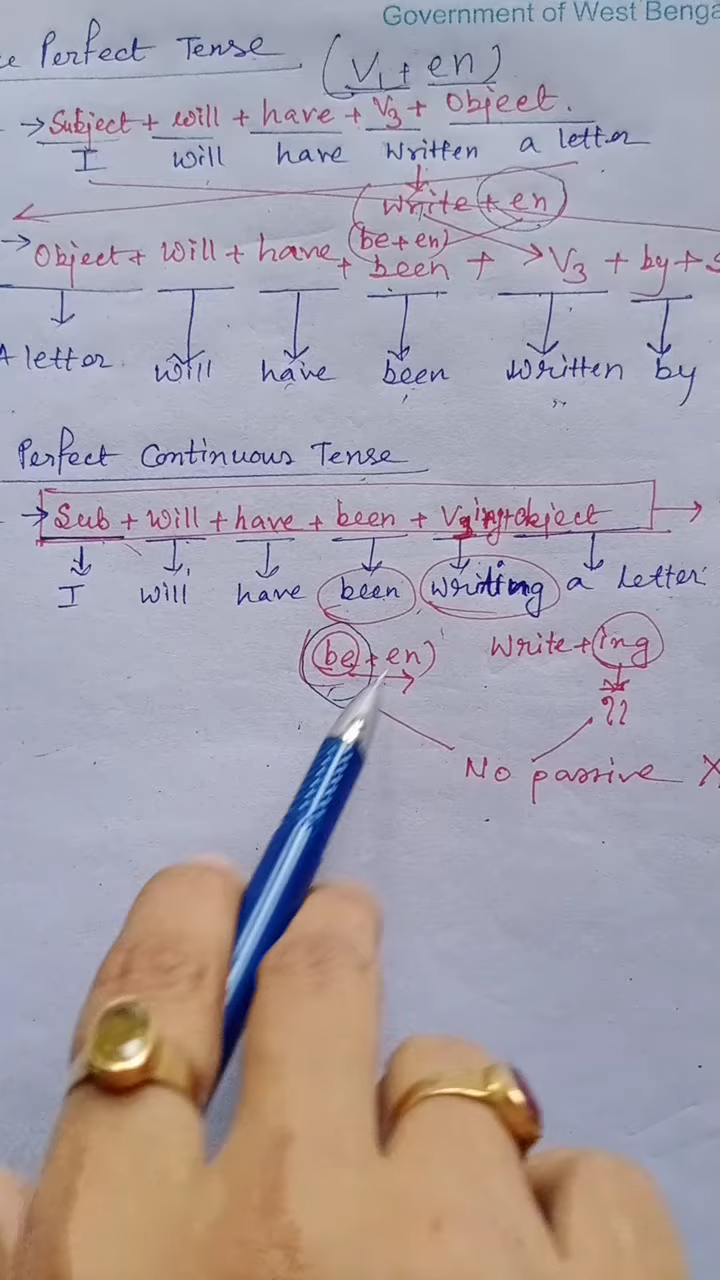 Government of West Benga
Perfect Tense (V1 + en)
→ Subject + will + have + V3 + Object.
I will have written a letter
(write + en)
→ Object + will + have + been + V3 + by + S
(be+en)
A letter will have been written by
Perfect Continuous Tense
→ Sub + will + have + been + V ing + object →
I will have been writing a letter
(be + en) Write + ing
??
No passive X